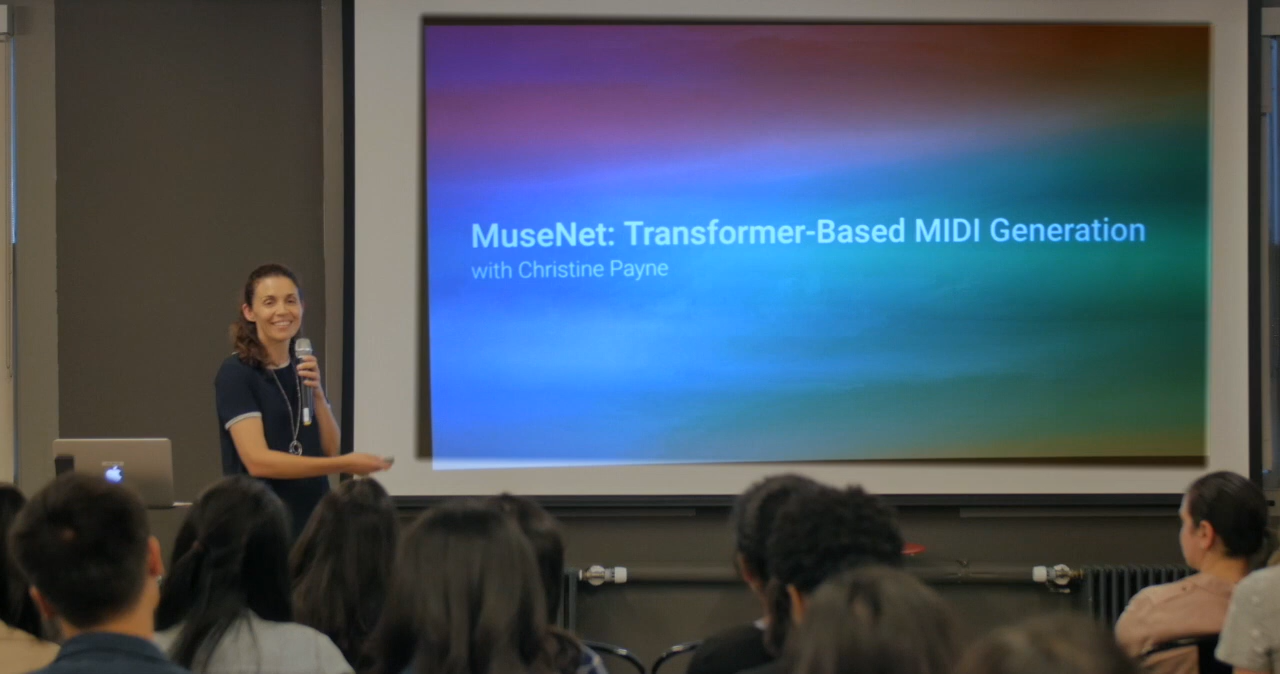 MuseNet: Transformer-Based MIDI Generation
with Christine Payne